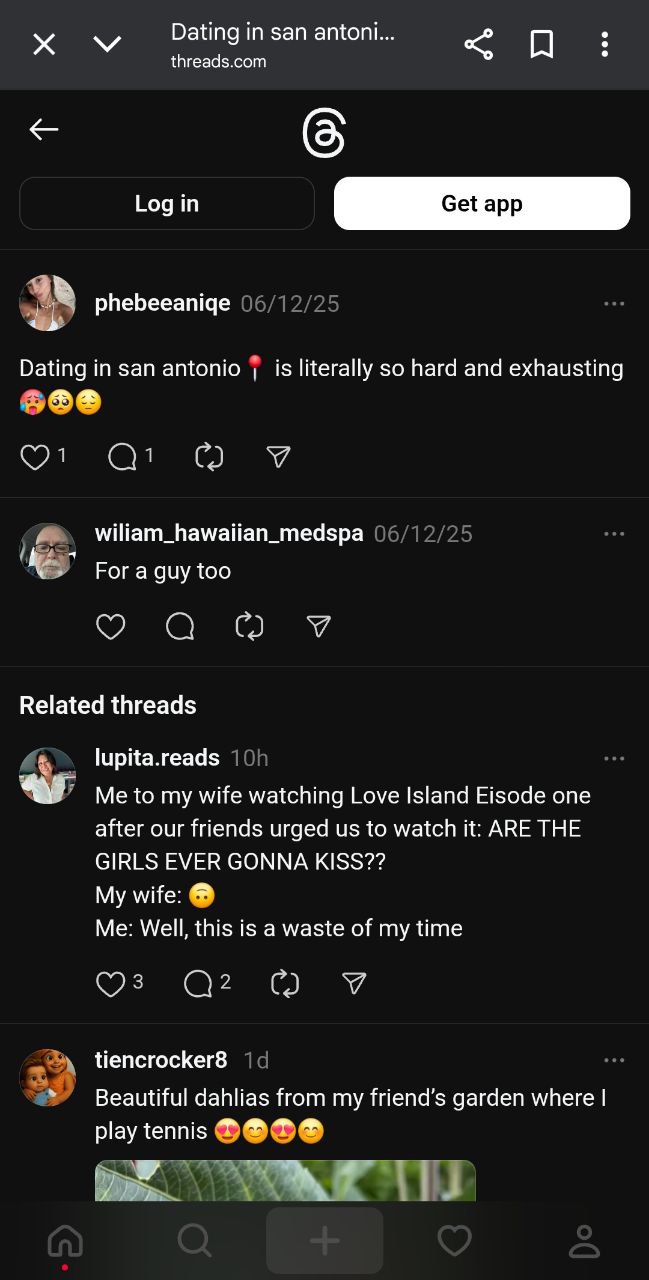 Dating in san antoni...
threads.com
Log in
Get app
phebeeaniqe 06/12/25
Dating in san antonio📍 is literally so hard and exhausting
🥵🥺😔
1 1
wiliam_hawaiian_medspa 06/12/25
For a guy too
Related threads
lupita.reads 10h
Me to my wife watching Love Island Eisode one
after our friends urged us to watch it: ARE THE
GIRLS EVER GONNA KISS??
My wife: 🙃
Me: Well, this is a waste of my time
3 2
tiencrocker8 1d
Beautiful dahlias from my friend’s garden where I
play tennis 😍😊😍😊